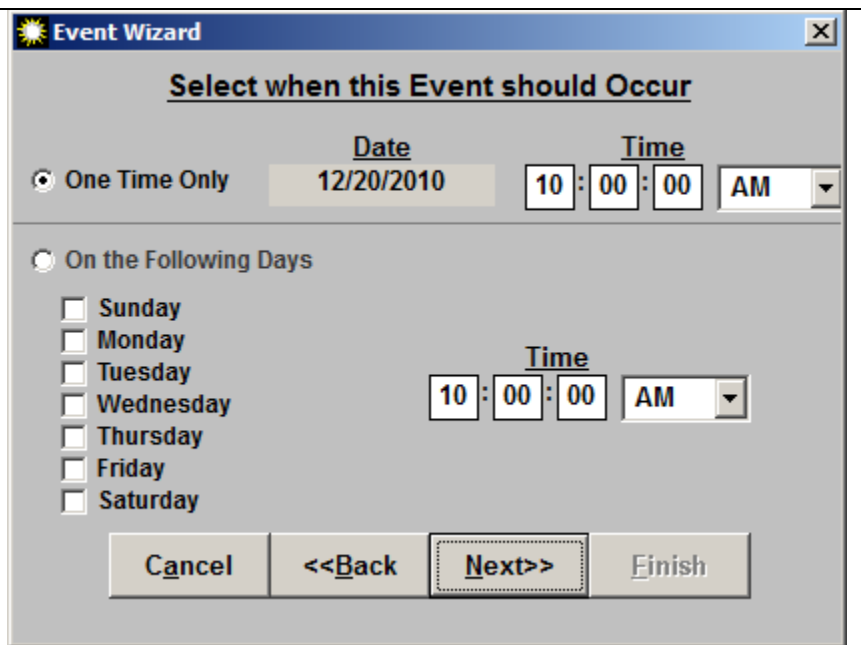 Event Wizard
Select when this Event should Occur
Date Time
One Time Only 12/20/2010 10 : 00 : 00 AM
On the Following Days
Sunday
Monday
Tuesday
Wednesday
Thursday
Friday
Saturday
Time
10 : 00 : 00 AM
Cancel <<Back Next>> Finish